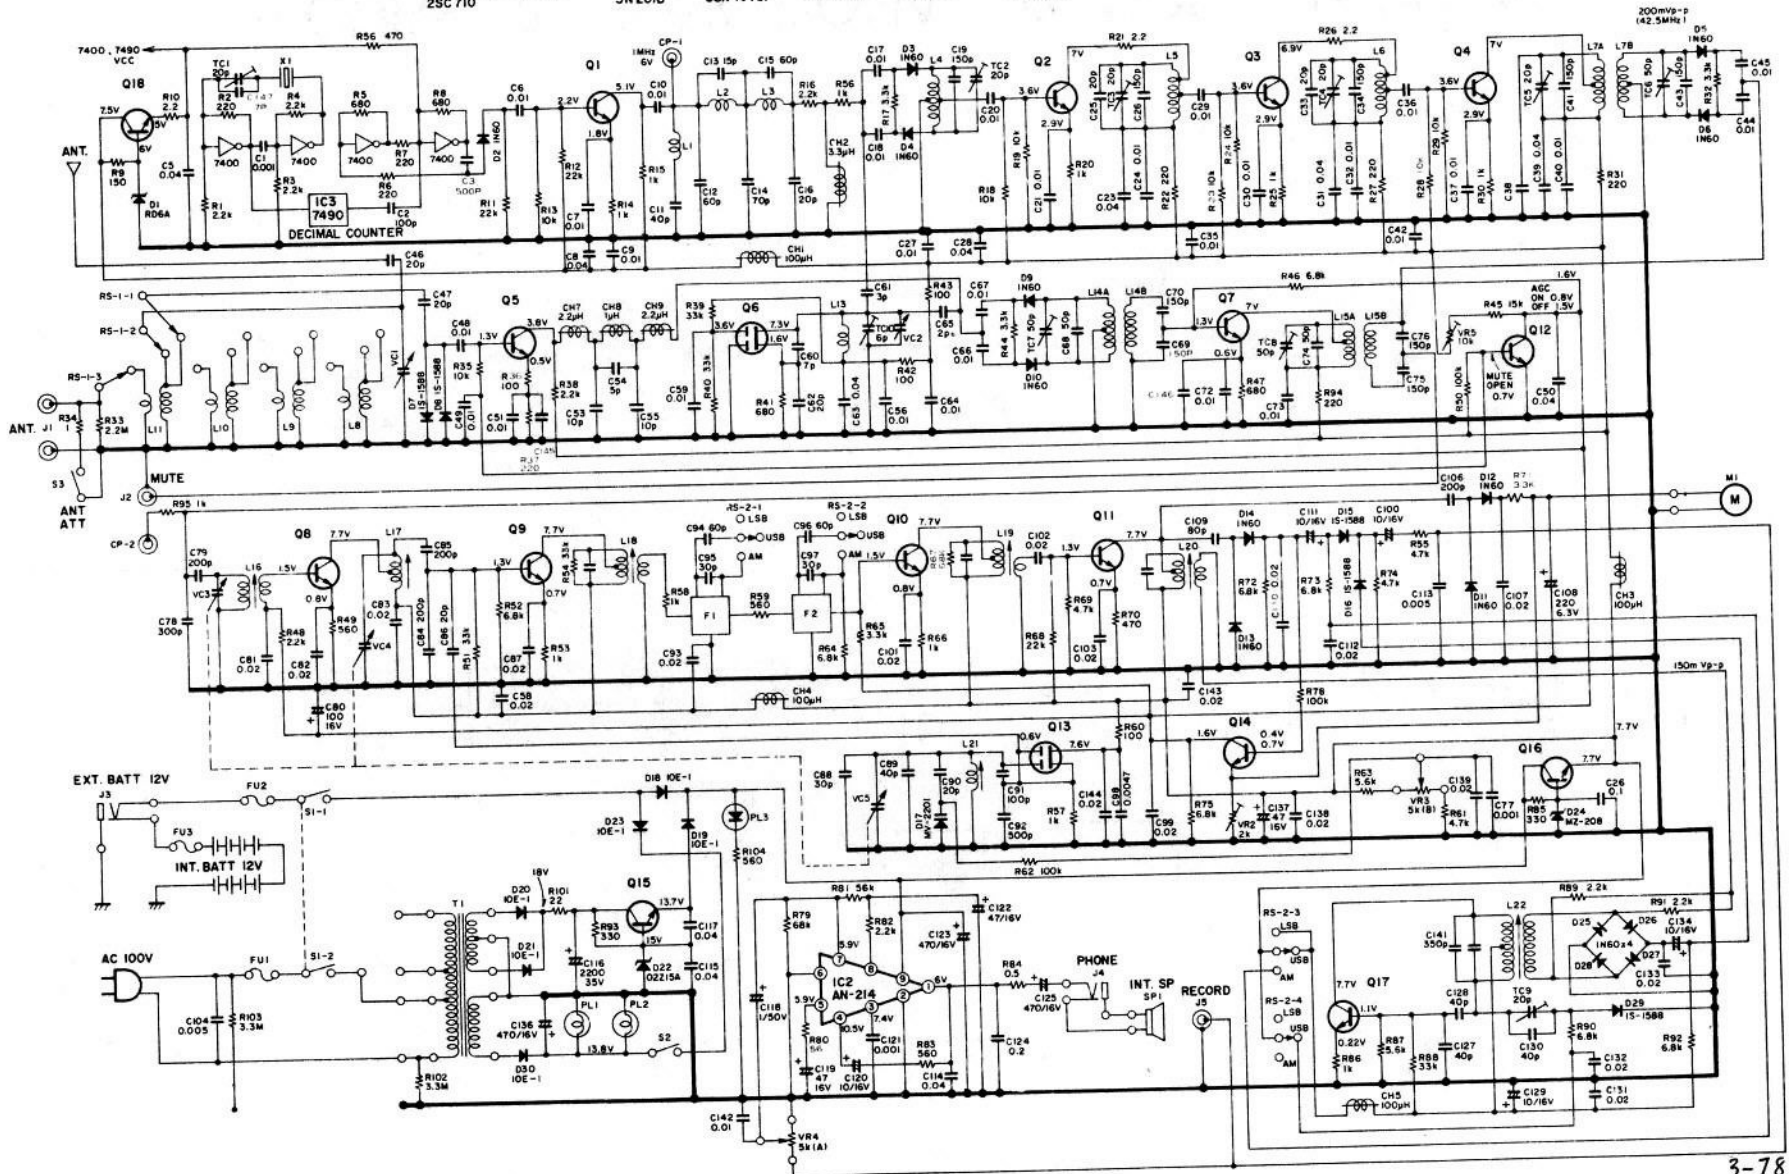 2SC710
7400, 7490 VCC
R56 470
Q18
7.5V
R10 2.2
5V
6V
ANT.
R9 150
D1 RD6A
C5 0.04
TC1 20p
X1
R2 220
R4 2.2k
7400
C1 0.001
7400
R1 2.2k
R3 2.2k
IC3 7490
DECIMAL COUNTER
R5 680
R8 680
7400
R7 220
7400
R6 220
C2 100p
C3 500P
D2 1N60
C6 0.01
R11 22k
R13 10k
R12 22k
Q1
2.2V
5.1V
1.8V
C7 0.01
R14 1k
C8 0.04
C9 0.01
1MHz 6V
CP-1
C10 0.01
R15 1k
L1
C11 40p
C13 15p
C15 60p
L2
L3
C12 60p
C14 70p
C16 20p
R16 2.2k
R56 1k
CH2 3.3µH
CH1 100µH
C17 0.01
D3 1N60
R17 3.3k
C18 0.01
D4 1N60
L4
C19 150p
TC2 20p
C20 0.01
Q2
3.6V
7V
2.9V
R19 10k
R18 10k
C21 0.01
R20 1k
R21 2.2
C25 20p
TC3 20p
C26 150p
L5
C23 0.04
C24 0.01
R22 220
C27 0.01
C28 0.04
C29 0.01
Q3
3.6V
6.9V
2.9V
R24 10k
R23 10k
C30 0.01
R25 1k
R26 2.2
C33 20p
TC4 20p
C34 150p
L6
C31 0.04
C32 0.01
R27 220
C35 0.01
C36 0.01
Q4
3.6V
7V
2.9V
R29 10k
R28 10k
C37 0.01
R30 1k
C42 0.01
TC5 20p
C41 150p
L7A
L7B
C38
C39 0.04
C40 0.01
R31 220
200mVp-p (42.5MHz)
TC6 50p
C43 150p
R32 3.3k
D5 1N60
D6 1N60
C45 0.01
C44 0.01
C46 20p
RS-1-1
RS-1-2
RS-1-3
ANT. J1
R34 1
R33 2.2M
L11
L10
L9
L8
S3
ANT ATT
J2
MUTE
VC1
C47 20p
C48 0.01
D7 IS-1588
D8 IS-1588
R35 10k
C49 0.01
Q5
1.3V
3.8V
0.5V
R36 100
C51 0.01
C145
R37 220
R38 2.2k
CH7 2.2µH
CH8 1µH
CH9 2.2µH
C54 5p
C53 10p
C55 10p
R39 33k
R40 33k
C59 0.01
Q6
3.6V
7.3V
1.6V
R41 680
C60 7p
C62 20p
L13
C61 3p
TC10 6p
VC2
C63 0.04
R42 100
C56 0.01
R43 100
C65 2p
C64 0.01
C67 0.01
C66 0.01
D9 1N60
R44 3.3k
TC7 50p
C68 50p
D10 1N60
L14A
L14B
C70 150p
C69 150P
Q7
1.3V
7V
0.6V
C146
C72 0.01
R47 680
R46 6.8k
TC8 50p
C74 50p
L15A
L15B
C73 0.01
R94 220
C76 150p
C75 150p
1.6V
AGC ON 0.8V OFF 1.5V
R45 15k
VR5 10k
Q12
R50 100k
MUTE OPEN 0.7V
C50 0.04
R95 1k
CP-2
C79 200p
VC3
C78 300p
L16
1.5V
Q8
7.7V
0.8V
R48 2.2k
R49 560
C81 0.02
C82 0.02
C80 100 16V
L17
C83 0.02
VC4
C85 200p
C84 200p
C86 20p
R51 33k
1.3V
Q9
7.7V
0.7V
R52 6.8k
C87 0.02
R53 1k
C58 0.02
R54 33k
L18
R58 1k
C93 0.02
RS-2-1
LSB
USB
AM
C94 60p
C95 30p
F1
R59 560
RS-2-2
LSB
USB
AM
C96 60p
C97 30p
F2
R65 3.3k
R64 6.8k
CH4 100µH
Q10
1.5V
7.7V
0.8V
C101 0.02
R66 1k
L19
C102 0.02
R68 22k
Q11
1.3V
7.7V
0.7V
R69 4.7k
C103 0.02
R70 470
L20
C109 80p
C143 0.02
D14 1N60
R72 6.8k
C110 0.02
D13 1N60
C111 10/16V
R73 6.8k
D15 IS-1588
D16 IS-1588
C112 0.02
C100 10/16V
R74 4.7k
R55 4.7k
C113 0.005
C106 200p
D12 1N60
R71 3.3K
D11 1N60
C107 0.02
C108 220 6.3V
M1
M
CH3 100µH
150m Vp-p
R78 100k
Q13
0.6V
7.6V
R60 100
C88 30p
VC5
C89 40p
C90 20p
D17 MV-2201
L21
C91 100p
C92 500p
R57 1k
C144 0.02
C98 0.0047
C99 0.02
R62 100k
Q14
1.6V
0.4V 0.7V
R75 6.8k
VR2 2k
C137 47 16V
C138 0.02
R63 5.6k
VR3 5k(B)
C139 0.02
R61 4.7k
C77 0.001
Q16
7.7V
7.7V
R85 330
D24 MZ-208
C26 0.1
EXT. BATT 12V
J3
FU2
FU3
INT. BATT 12V
S1-1
D18 10E-1
D23 10E-1
D19 10E-1
PL3
R104 560
AC 100V
FU1
S1-2
C104 0.005
R103 3.3M
R102 3.3M
T1
D20 10E-1
D21 10E-1
D30 10E-1
18V
R101 22
C116 2200 35V
R93 330
Q15
13.7V
15V
D22 02Z15A
C117 0.04
C115 0.04
C136 470/16V
PL1
PL2
13.8V
S2
C142 0.01
VR4 5k(A)
C118 1/50V
R79 68k
R81 56k
R82 2.2k
5.9V
6
7
8
9
1
2
3
4
5
IC2 AN-214
6V
5.9V
7.4V
10.5V
R80 56
C119 47 16V
C120 10/16V
C121 0.001
R83 560
C114 0.04
C122 47/16V
C123 470/16V
C124 0.2
R84 0.5
C125 470/16V
PHONE
J4
INT. SP
SP1
RECORD
J5
RS-2-3
LSB
USB
AM
RS-2-4
LSB
USB
AM
Q17
7.7V
1.1V
0.22V
R86 1k
R87 5.6k
R88 33k
CH5 100µH
C141 350p
L22
C128 40p
C127 40p
TC9 20p
C130 40p
C129 10/16V
R89 2.2k
R91 2.2k
D25
D26
1N60x4
D28
D27
C134 10/16V
C133 0.02
D29 IS-1588
R90 6.8k
R92 6.8k
C132 0.02
C131 0.02
3-78